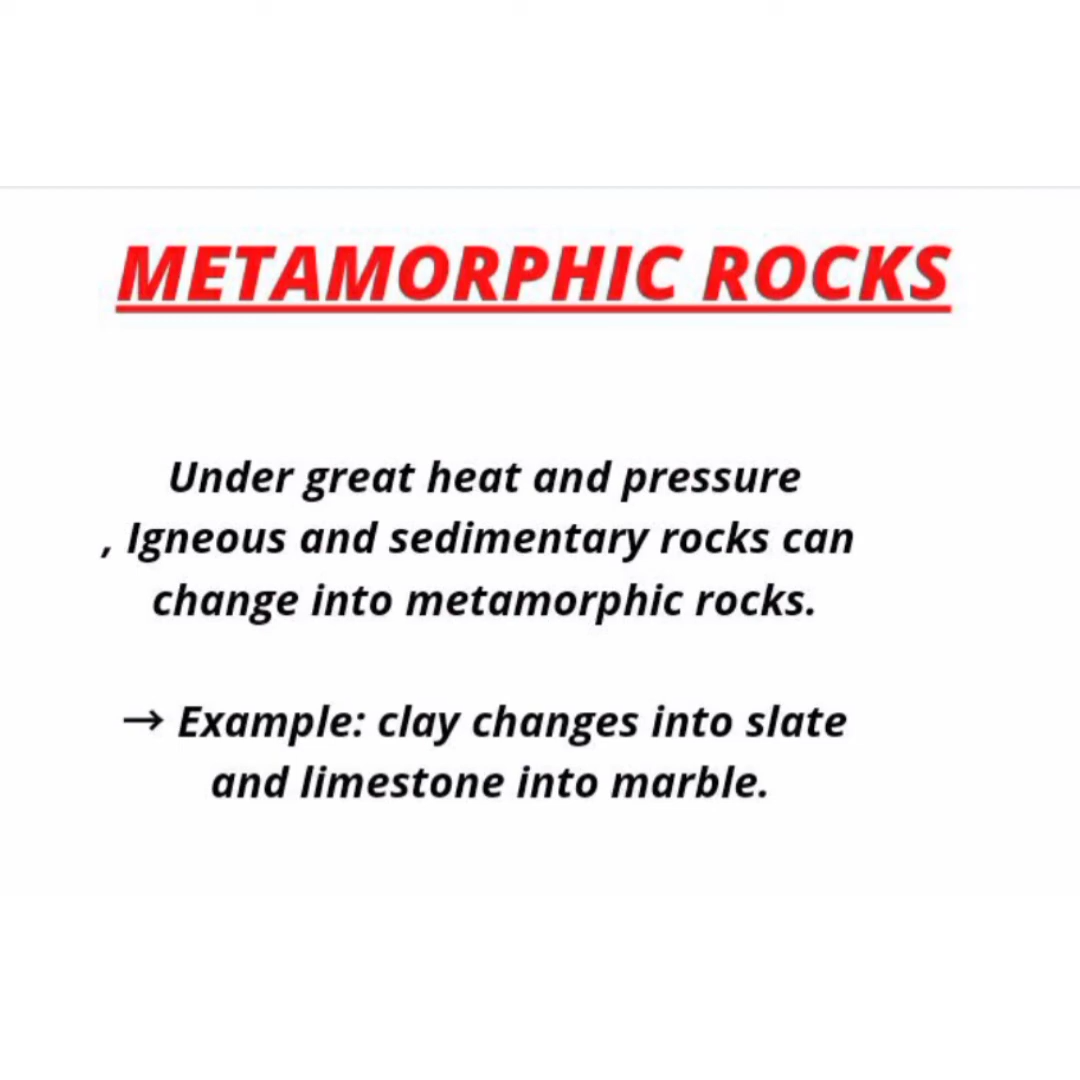 METAMORPHIC ROCKS
Under great heat and pressure
, Igneous and sedimentary rocks can
change into metamorphic rocks.
→ Example: clay changes into slate
and limestone into marble.